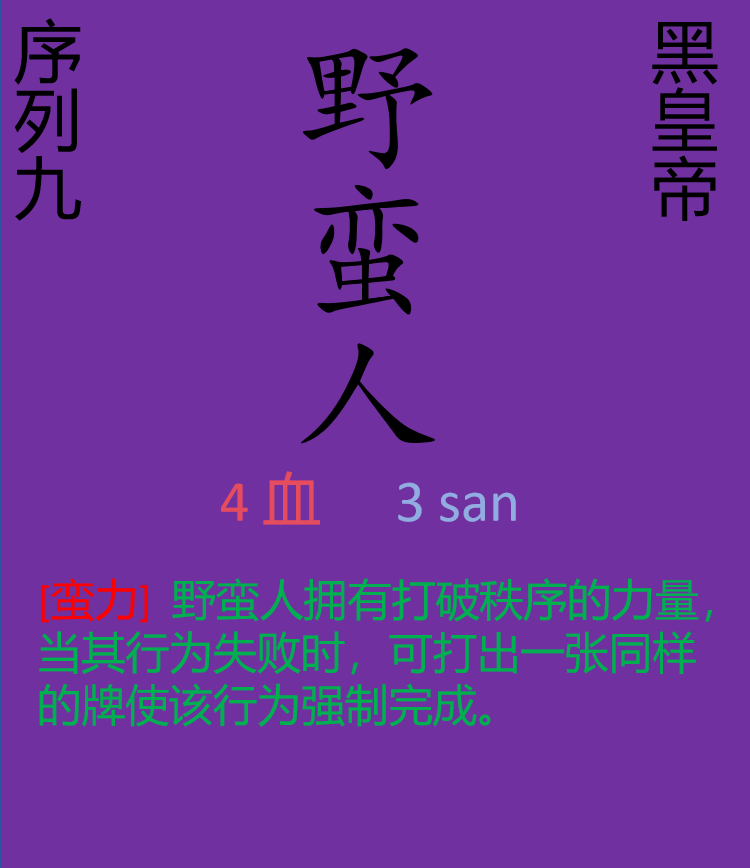 序列九
野蛮人
黑皇帝
4 血 3 san
[蛮力] 野蛮人拥有打破秩序的力量，
当其行为失败时，可打出一张同样
的牌使该行为强制完成。